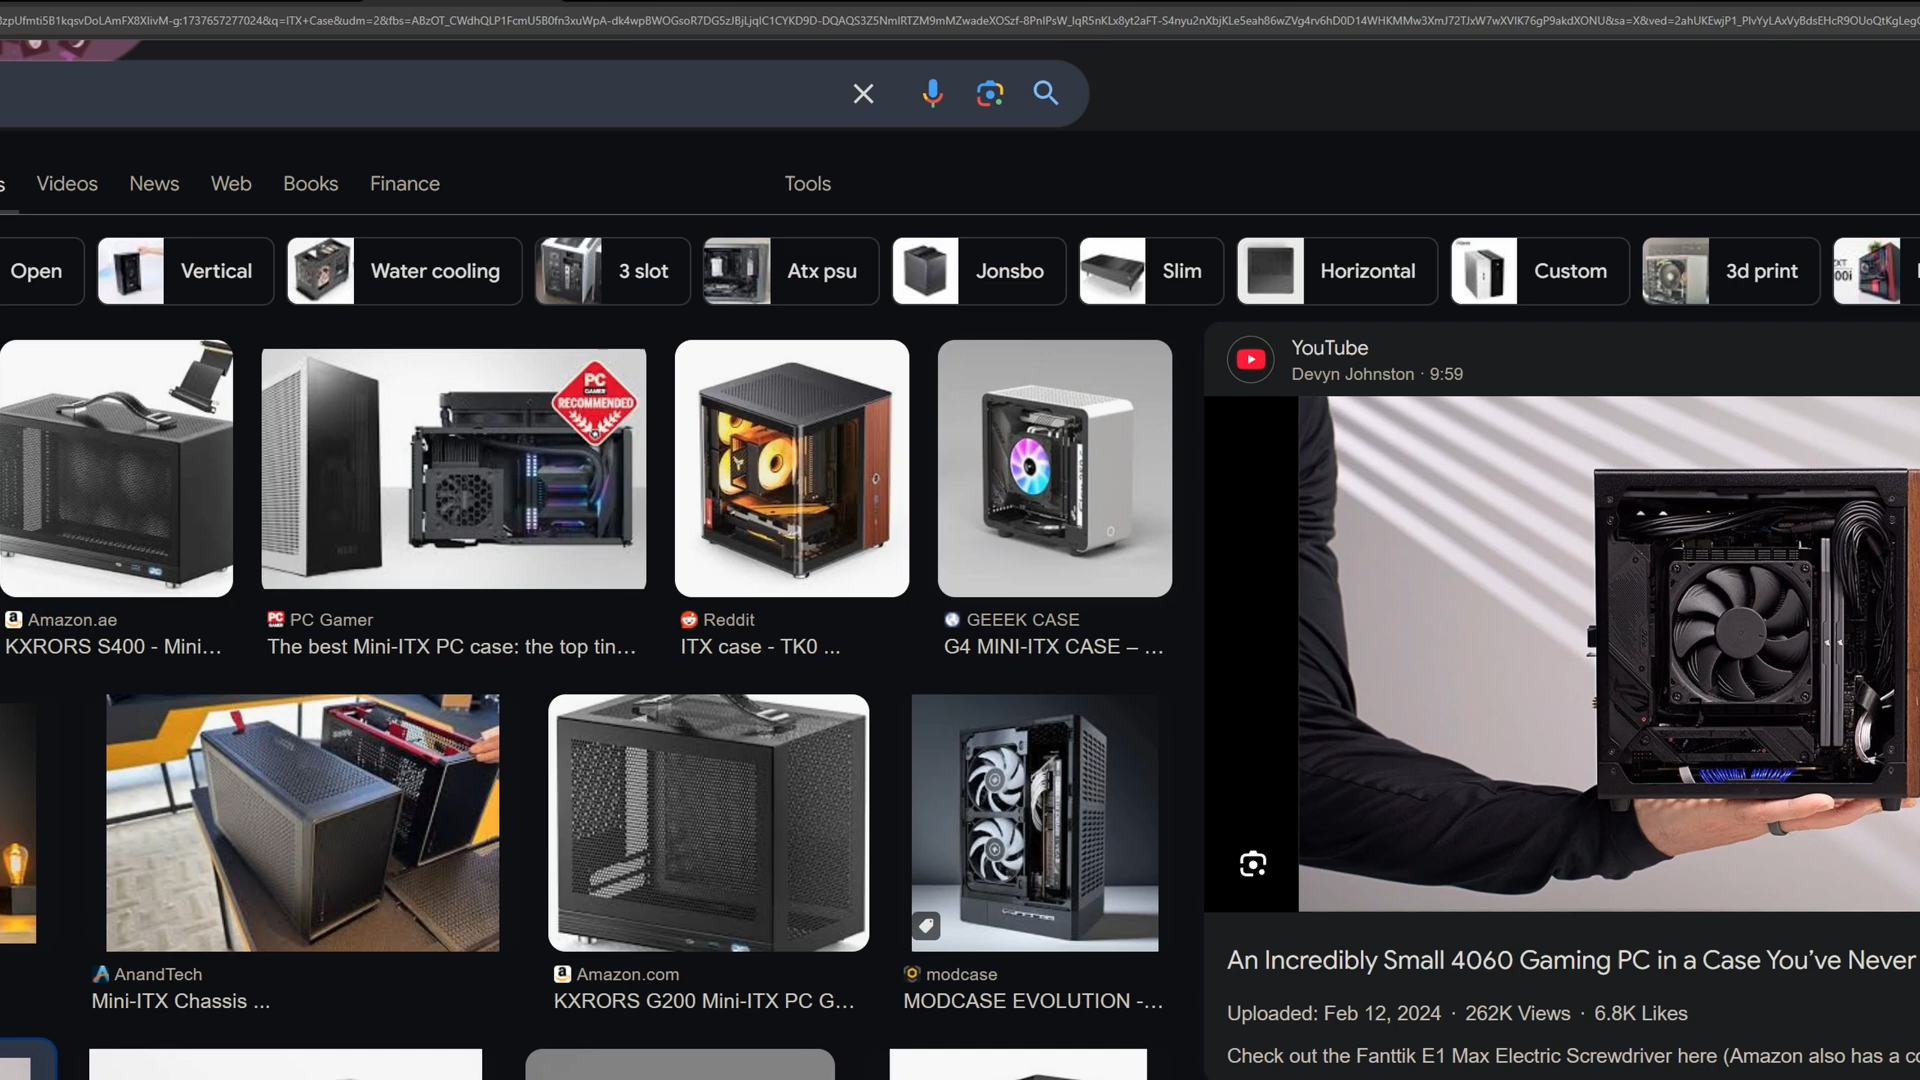 Videos News Web Books Finance Tools
Open Vertical Water cooling 3 slot Atx psu Jonsbo Slim Horizontal Custom 3d print
PC GAMER RECOMMENDED
YouTube
Devyn Johnston · 9:59
Amazon.ae
KXRORS S400 - Mini...
PC Gamer
The best Mini-ITX PC case: the top tin...
Reddit
ITX case - TK0 ...
GEEEK CASE
G4 MINI-ITX CASE – ...
AnandTech
Mini-ITX Chassis ...
Amazon.com
KXRORS G200 Mini-ITX PC G...
modcase
MODCASE EVOLUTION -...
An Incredibly Small 4060 Gaming PC in a Case You’ve Never
Uploaded: Feb 12, 2024 · 262K Views · 6.8K Likes
Check out the Fanttik E1 Max Electric Screwdriver here (Amazon also has a